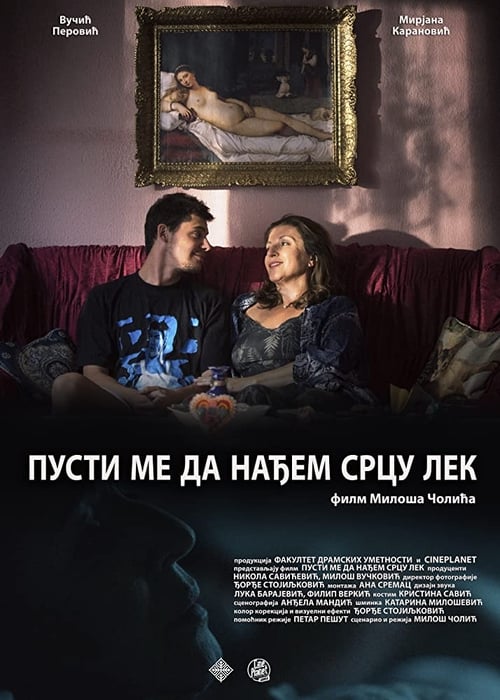 Вучић
Перовић
Мирјана
Карановић
ПУСТИ МЕ ДА НАЂЕМ СРЦУ ЛЕК
филм Милоша Чолића
продукција ФАКУЛТЕТ ДРАМСКИХ УМЕТНОСТИ и CINEPLANET
представљају филм ПУСТИ МЕ ДА НАЂЕМ СРЦУ ЛЕК продуценти
НИКОЛА САВИЋЕВИЋ, МИЛОШ ВУЧКОВИЋ директор фотографије
ЂОРЂЕ СТОЈИЉКОВИЋ монтажа АНА СРЕМАЦ дизајн звука
ЛУКА БАРАЈЕВИЋ, ФИЛИП ВЕРКИЋ костим КРИСТИНА САВИЋ
сценографија АНЂЕЛА МАНДИЋ шминка КАТАРИНА МИЛОШЕВИЋ
колор корекција и визуелни ефекти ЂОРЂЕ СТОЈИЉКОВИЋ
помоћник режије ПЕТАР ПЕШУТ сценарио и режија МИЛОШ ЧОЛИЋ